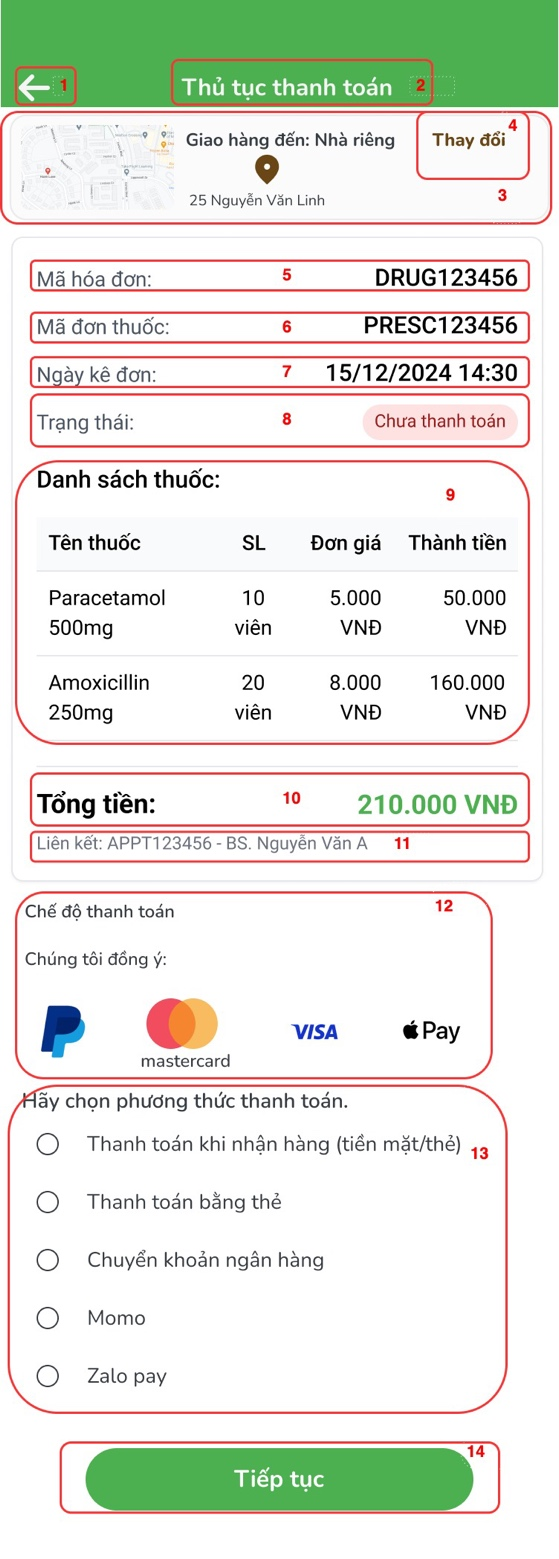 1
Thủ tục thanh toán 2
Giao hàng đến: Nhà riêng
Thay đổi 4
25 Nguyễn Văn Linh
3
Mã hóa đơn: 5 DRUG123456
Mã đơn thuốc: 6 PRESC123456
Ngày kê đơn: 7 15/12/2024 14:30
Trạng thái: 8 Chưa thanh toán
Danh sách thuốc: 9
Tên thuốc SL Đơn giá Thành tiền
Paracetamol 10 5.000 50.000
500mg viên VNĐ VNĐ
Amoxicillin 20 8.000 160.000
250mg viên VNĐ VNĐ
Tổng tiền: 10 210.000 VNĐ
Liên kết: APPT123456 - BS. Nguyễn Văn A 11
Chế độ thanh toán 12
Chúng tôi đồng ý:
VISA Pay
mastercard
Hãy chọn phương thức thanh toán.
Thanh toán khi nhận hàng (tiền mặt/thẻ) 13
Thanh toán bằng thẻ
Chuyển khoản ngân hàng
Momo
Zalo pay
14
Tiếp tục